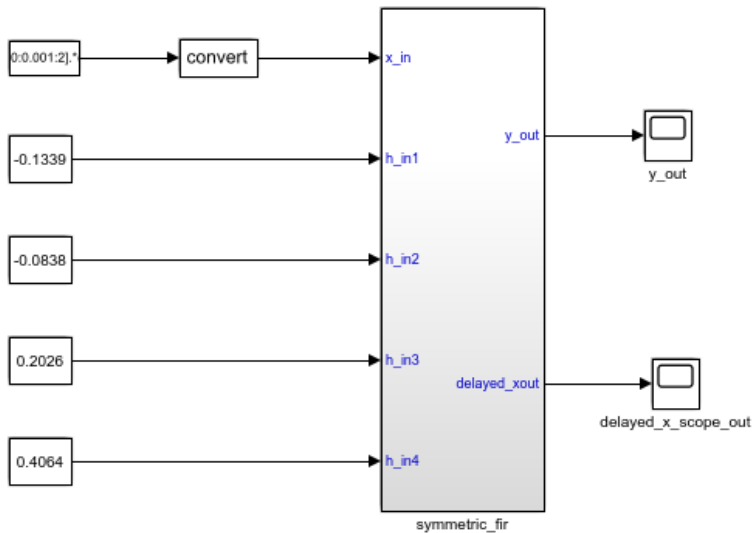 0:0.001:2].*
convert
x_in
-0.1339
h_in1
y_out
y_out
-0.0838
h_in2
0.2026
h_in3
delayed_xout
delayed_x_scope_out
0.4064
h_in4
symmetric_fir